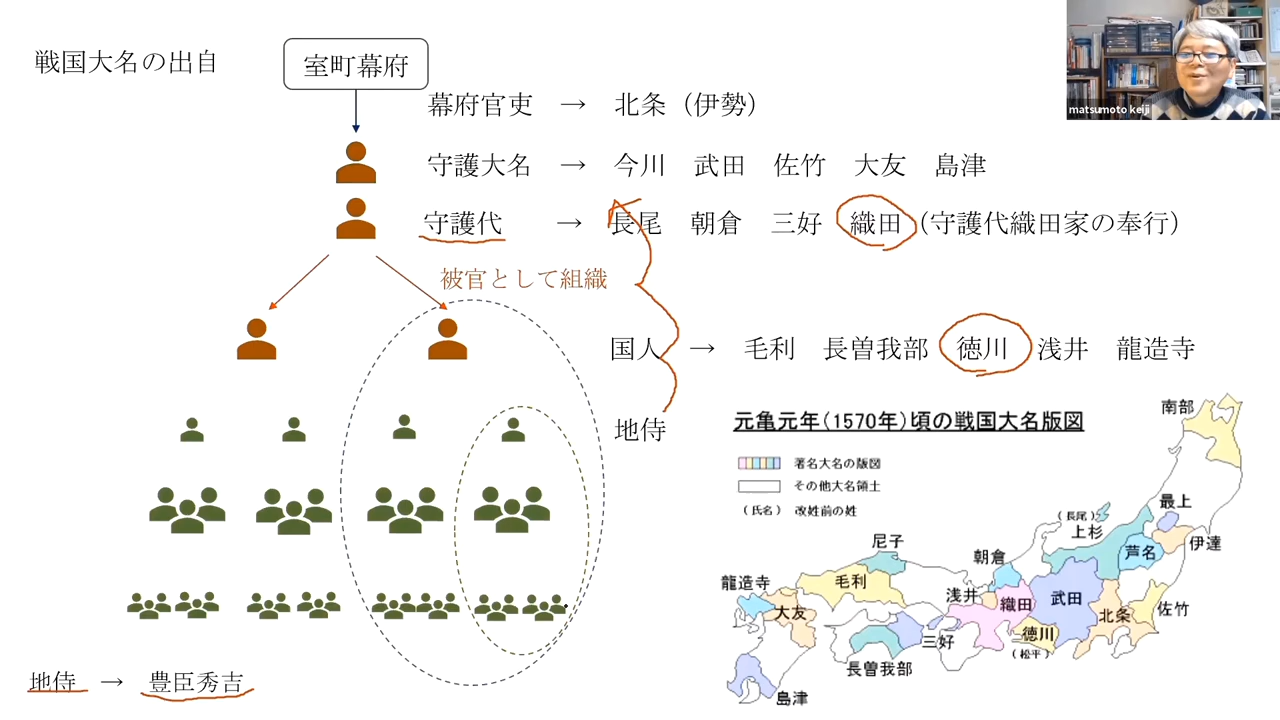 戦国大名の出自
室町幕府
幕府官吏 → 北条（伊勢）
守護大名 → 今川 武田 佐竹 大友 島津
守護代 → 長尾 朝倉 三好 織田（守護代織田家の奉行）
被官として組織
国人 → 毛利 長曽我部 徳川 浅井 龍造寺
地侍
地侍 → 豊臣秀吉
matsumoto keiji
元亀元年(1570年)頃の戦国大名版図
著名大名の版図
その他大名領土
（氏名） 改姓前の姓
南部
最上
（長尾）
上杉
伊達
芦名
尼子
朝倉
龍造寺
毛利
浅井
織田
武田
佐竹
大友
北条
徳川
（松平）
三好
長曽我部
島津